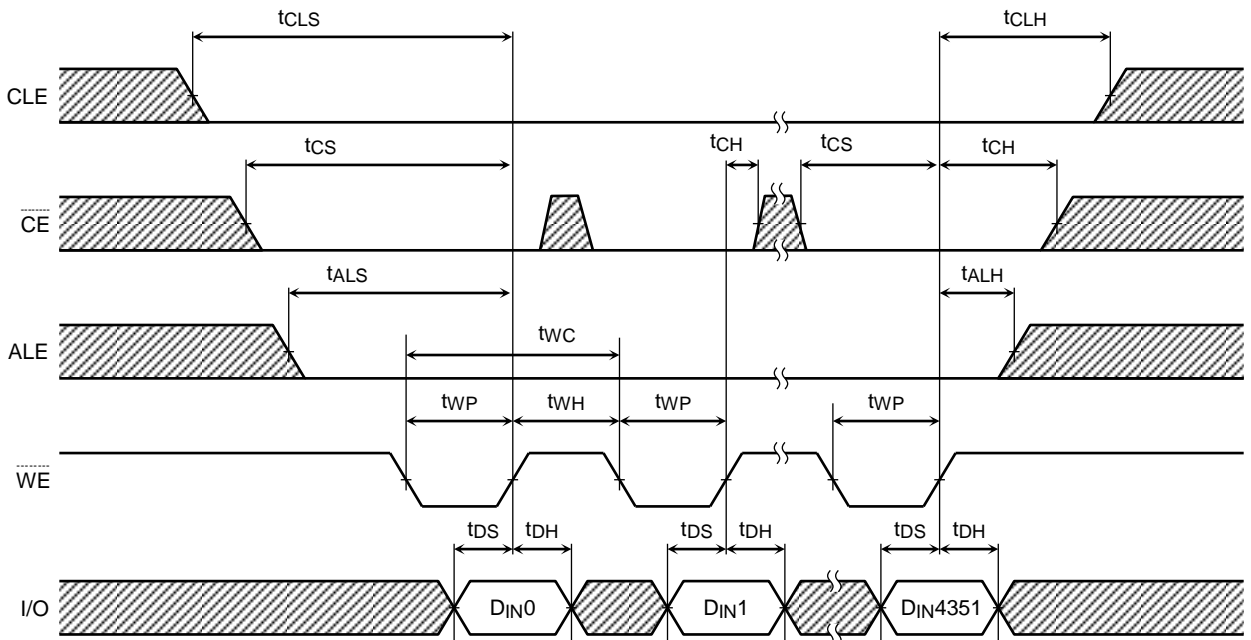 tCLS tCLH
CLE
tCS tCH tCS tCH
CE
tALS tALH
ALE
tWC
tWP tWH tWP tWP
WE
tDS tDH tDS tDH tDS tDH
I/O DIN0 DIN1 DIN4351